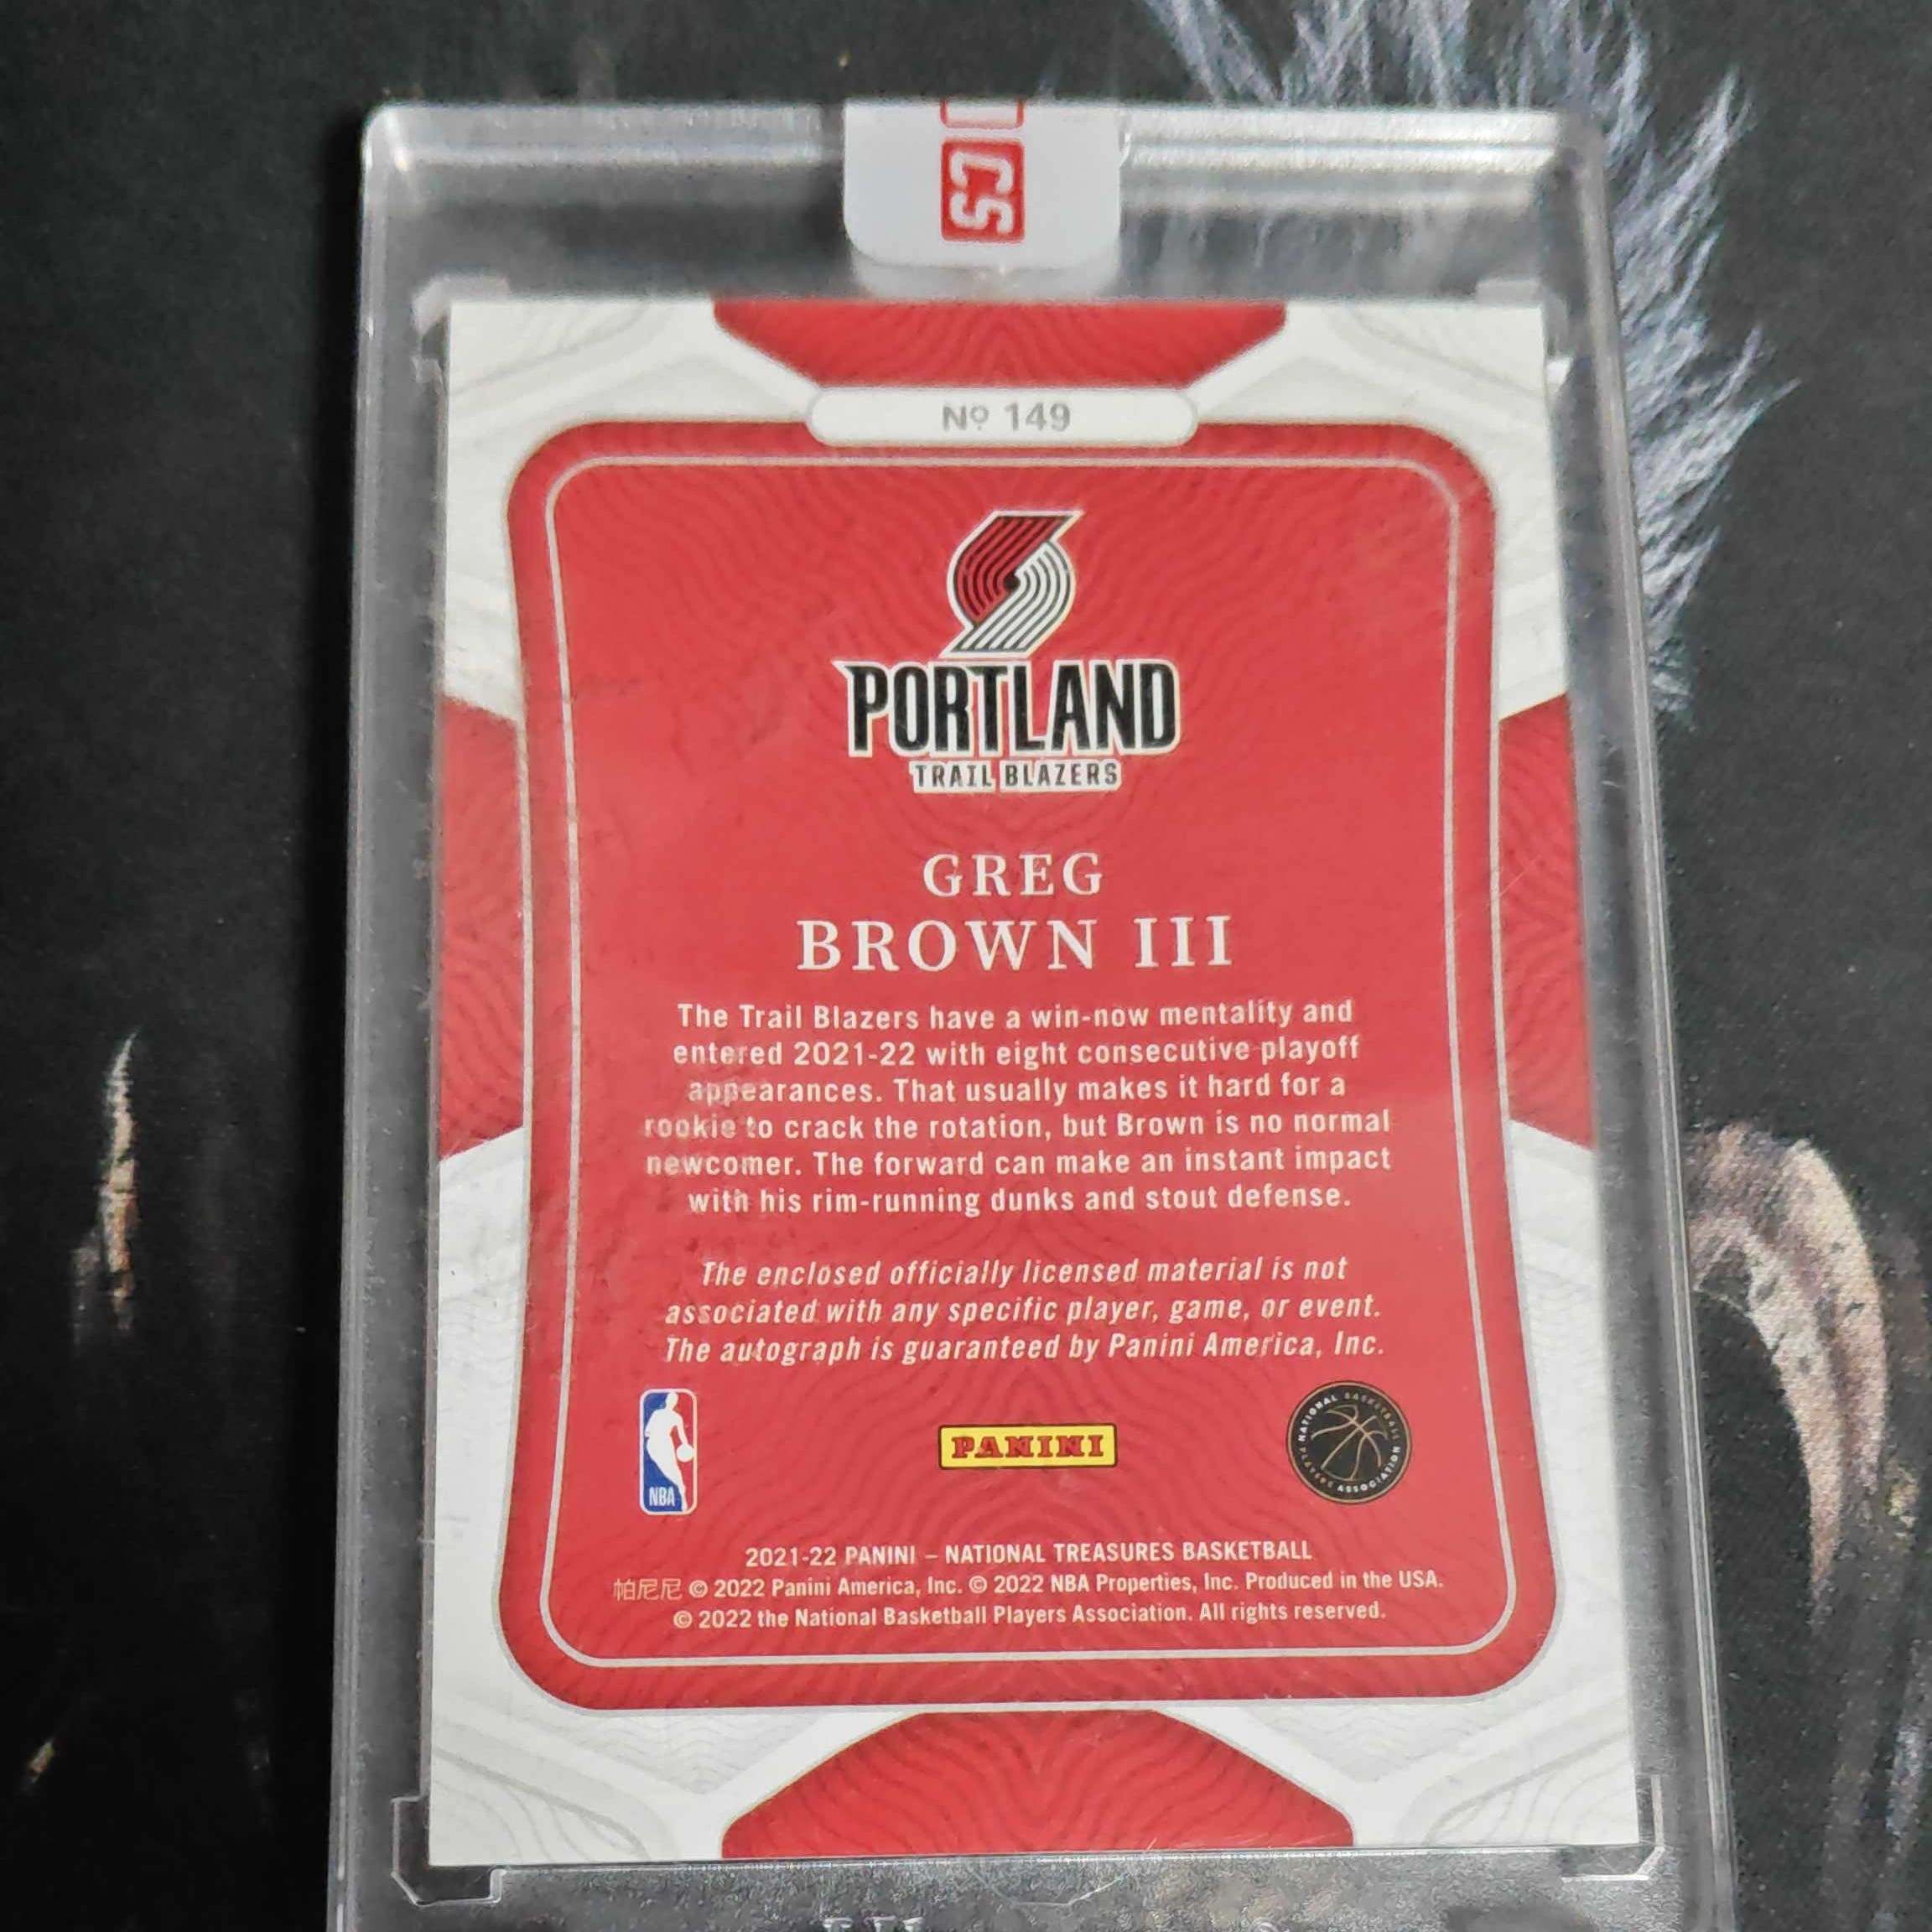 CS
Nº 149
PORTLAND
TRAIL BLAZERS
GREG
BROWN III
The Trail Blazers have a win-now mentality and
entered 2021-22 with eight consecutive playoff
appearances. That usually makes it hard for a
rookie to crack the rotation, but Brown is no normal
newcomer. The forward can make an instant impact
with his rim-running dunks and stout defense.
The enclosed officially licensed material is not
associated with any specific player, game, or event.
The autograph is guaranteed by Panini America, Inc.
NBA
PANINI
NATIONAL BASKETBALL PLAYERS ASSOCIATION
2021-22 PANINI – NATIONAL TREASURES BASKETBALL
帕尼尼 © 2022 Panini America, Inc. © 2022 NBA Properties, Inc. Produced in the USA.
© 2022 the National Basketball Players Association. All rights reserved.